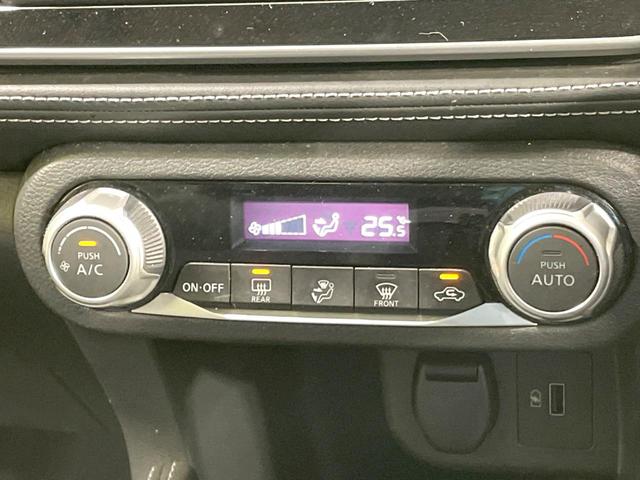 25.5
PUSH
A/C
ON·OFF
REAR
FRONT
PUSH
AUTO